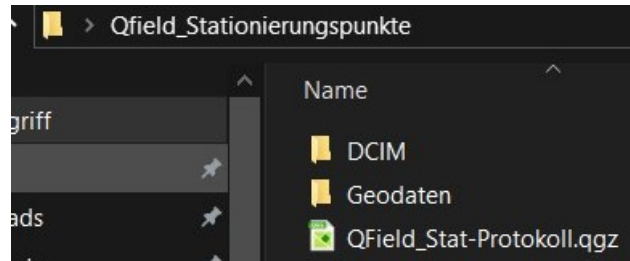 Qfield_Stationierungspunkte
Name
griff
DCIM
Geodaten
ads
QField_Stat-Protokoll.qgz